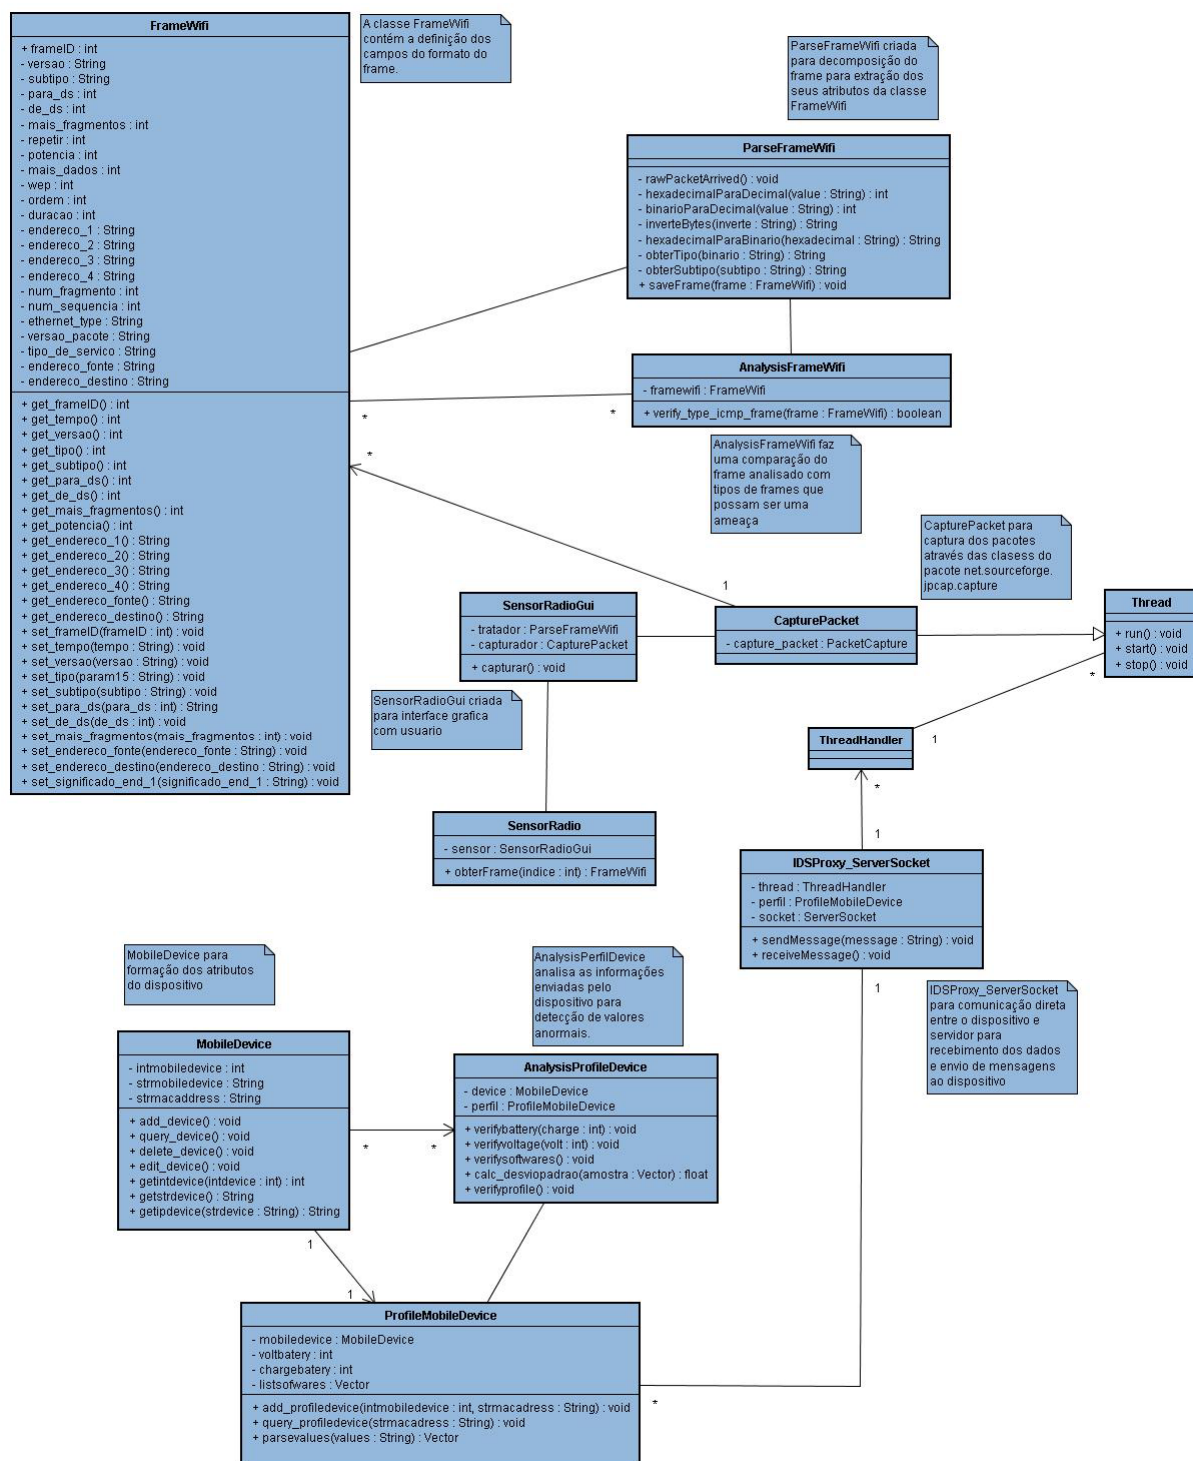 FrameWifi
+ frameID : int
- versao : String
- subtipo : String
- para_ds : int
- de_ds : int
- mais_fragmentos : int
- repetir : int
- potencia : int
- mais_dados : int
- wep : int
- ordem : int
- duracao : int
- endereco_1 : String
- endereco_2 : String
- endereco_3 : String
- endereco_4 : String
- num_fragmento : int
- num_sequencia : int
- ethernet_type : String
- versao_pacote : String
- tipo_de_servico : String
- endereco_fonte : String
- endereco_destino : String
+ get_frameID() : int
+ get_tempo() : int
+ get_versao() : int
+ get_tipo() : int
+ get_subtipo() : int
+ get_para_ds() : int
+ get_de_ds() : int
+ get_mais_fragmentos() : int
+ get_potencia() : int
+ get_endereco_1() : String
+ get_endereco_2() : String
+ get_endereco_3() : String
+ get_endereco_4() : String
+ get_endereco_fonte() : String
+ get_endereco_destino() : String
+ set_frameID(frameID : int) : void
+ set_tempo(tempo : String) : void
+ set_versao(versao : String) : void
+ set_tipo(param15 : String) : void
+ set_subtipo(subtipo : String) : void
+ set_para_ds(para_ds : int) : String
+ set_de_ds(de_ds : int) : void
+ set_mais_fragmentos(mais_fragmentos : int) : void
+ set_endereco_fonte(endereco_fonte : String) : void
+ set_endereco_destino(endereco_destino : String) : void
+ set_significado_end_1(significado_end_1 : String) : void
A classe FrameWifi
contém a definição dos
campos do formato do
frame.
ParseFrameWifi criada
para decomposição do
frame para extração dos
seus atributos da classe
FrameWifi
ParseFrameWifi
- rawPacketArrived() : void
- hexadecimalParaDecimal(value : String) : int
- binarioParaDecimal(value : String) : int
- inverteBytes(inverte : String) : String
- hexadecimalParaBinario(hexadecimal : String) : String
- obterTipo(binario : String) : String
- obterSubtipo(subtipo : String) : String
+ saveFrame(frame : FrameWifi) : void
AnalysisFrameWifi
- framewifi : FrameWifi
+ verify_type_icmp_frame(frame : FrameWifi) : boolean
*
*
*
AnalysisFrameWifi faz
uma comparação do
frame analisado com
tipos de frames que
possam ser uma
ameaça
CapturePacket para
captura dos pacotes
através das clasess do
pacote net.sourceforge.
jpcap.capture
1
SensorRadioGui
- tratador : ParseFrameWifi
- capturador : CapturePacket
+ capturar() : void
CapturePacket
- capture_packet : PacketCapture
Thread
+ run() : void
+ start() : void
+ stop() : void
*
SensorRadioGui criada
para interface grafica
com usuario
1
ThreadHandler
*
1
SensorRadio
- sensor : SensorRadioGui
+ obterFrame(indice : int) : FrameWifi
IDSProxy_ServerSocket
- thread : ThreadHandler
- perfil : ProfileMobileDevice
- socket : ServerSocket
+ sendMessage(message : String) : void
+ receiveMessage() : void
1
IDSProxy_ServerSocket
para comunicação direta
entre o dispositivo e
servidor para
recebimento dos dados
e envio de mensagens
ao dispositivo
MobileDevice para
formação dos atributos
do dispositivo
AnalysisPerfilDevice
analisa as informações
enviadas pelo
dispositivo para
detecção de valores
anormais.
MobileDevice
- intmobiledevice : int
- strmobiledevice : String
- strmacaddress : String
+ add_device() : void
+ query_device() : void
+ delete_device() : void
+ edit_device() : void
+ getintdevice(intdevice : int) : int
+ getstrdevice() : String
+ getipdevice(strdevice : String) : String
*
*
AnalysisProfileDevice
- device : MobileDevice
- perfil : ProfileMobileDevice
+ verifybattery(charge : int) : void
+ verifyvoltage(volt : int) : void
+ verifysoftwares() : void
+ calc_desviopadrao(amostra : Vector) : float
+ verifyprofile() : void
1
1
ProfileMobileDevice
- mobiledevice : MobileDevice
- voltbatery : int
- chargebatery : int
- listsofwares : Vector
+ add_profiledevice(intmobiledevice : int, strmacadress : String) : void
+ query_profiledevice(strmacadress : String) : void
+ parsevalues(values : String) : Vector
*